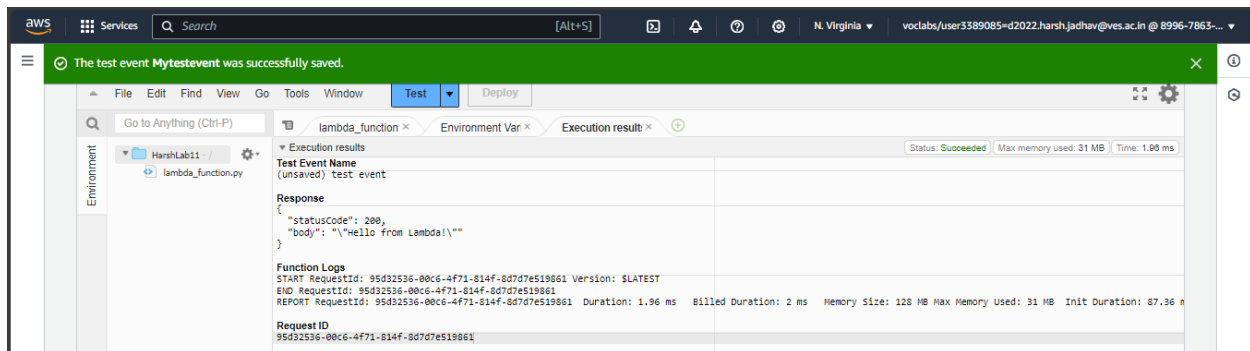 aws Services Search [Alt+S] N. Virginia voclabs/user3389085=d2022.harsh.jadhav@ves.ac.in @ 8996-7863-...
The test event Mytestevent was successfully saved.
File Edit Find View Go Tools Window Test Deploy
Go to Anything (Ctrl-P) lambda_function Environment Var Execution result
Environment
HarshLab11 - /
lambda_function.py
Execution results Status: Succeeded Max memory used: 31 MB Time: 1.96 ms
Test Event Name
(unsaved) test event
Response
{
"statusCode": 200,
"body": "\"Hello from Lambda!\""
}
Function Logs
START RequestId: 95d32536-00c6-4f71-814f-8d7d7e519861 Version: $LATEST
END RequestId: 95d32536-00c6-4f71-814f-8d7d7e519861
REPORT RequestId: 95d32536-00c6-4f71-814f-8d7d7e519861 Duration: 1.96 ms Billed Duration: 2 ms Memory Size: 128 MB Max Memory Used: 31 MB Init Duration: 87.36 m
Request ID
95d32536-00c6-4f71-814f-8d7d7e519861